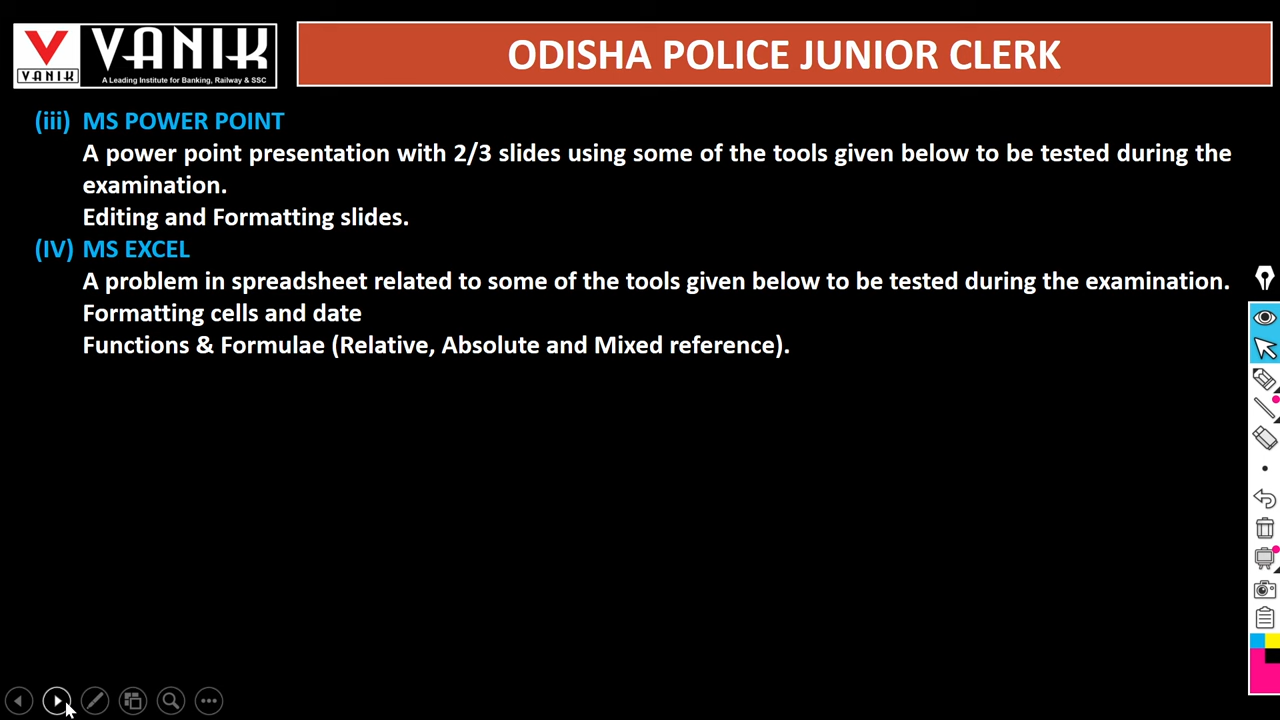 VANIK
VANIK
A Leading Institute for Banking, Railway & SSC
ODISHA POLICE JUNIOR CLERK
(iii) MS POWER POINT
A power point presentation with 2/3 slides using some of the tools given below to be tested during the
examination.
Editing and Formatting slides.
(IV) MS EXCEL
A problem in spreadsheet related to some of the tools given below to be tested during the examination.
Formatting cells and date
Functions & Formulae (Relative, Absolute and Mixed reference).